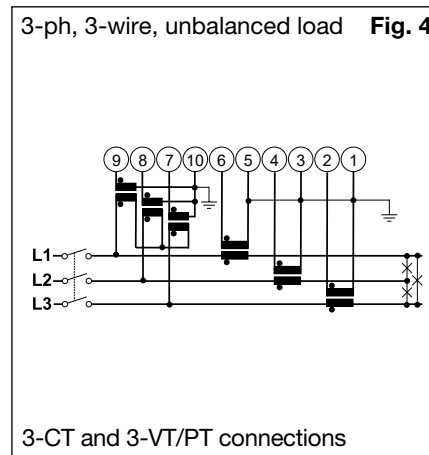 3-ph, 3-wire, unbalanced load Fig. 4
9 8 7 10 6 5 4 3 2 1
L1
L2
L3
3-CT and 3-VT/PT connections